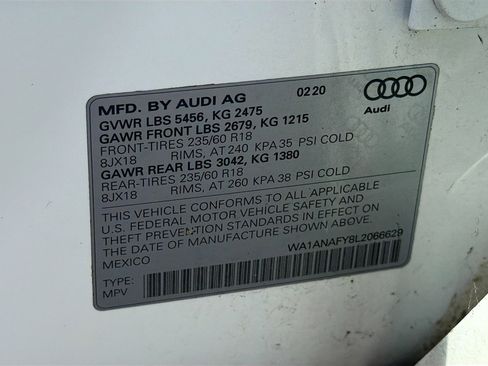 MFD. BY AUDI AG 02 20
GVWR LBS 5456, KG 2475
GAWR FRONT LBS 2679, KG 1215
FRONT-TIRES 235/60 R18
8JX18 RIMS, AT 240 KPA 35 PSI COLD
GAWR REAR LBS 3042, KG 1380
REAR-TIRES 235/60 R18
8JX18 RIMS, AT 260 KPA 38 PSI COLD
Audi
THIS VEHICLE CONFORMS TO ALL APPLICABLE
U.S. FEDERAL MOTOR VEHICLE SAFETY AND
THEFT PREVENTION STANDARDS IN EFFECT ON
THE DATE OF MANUFACTURE SHOWN ABOVE.
MEXICO
WA1ANAFY8L2066629
TYPE:
MPV